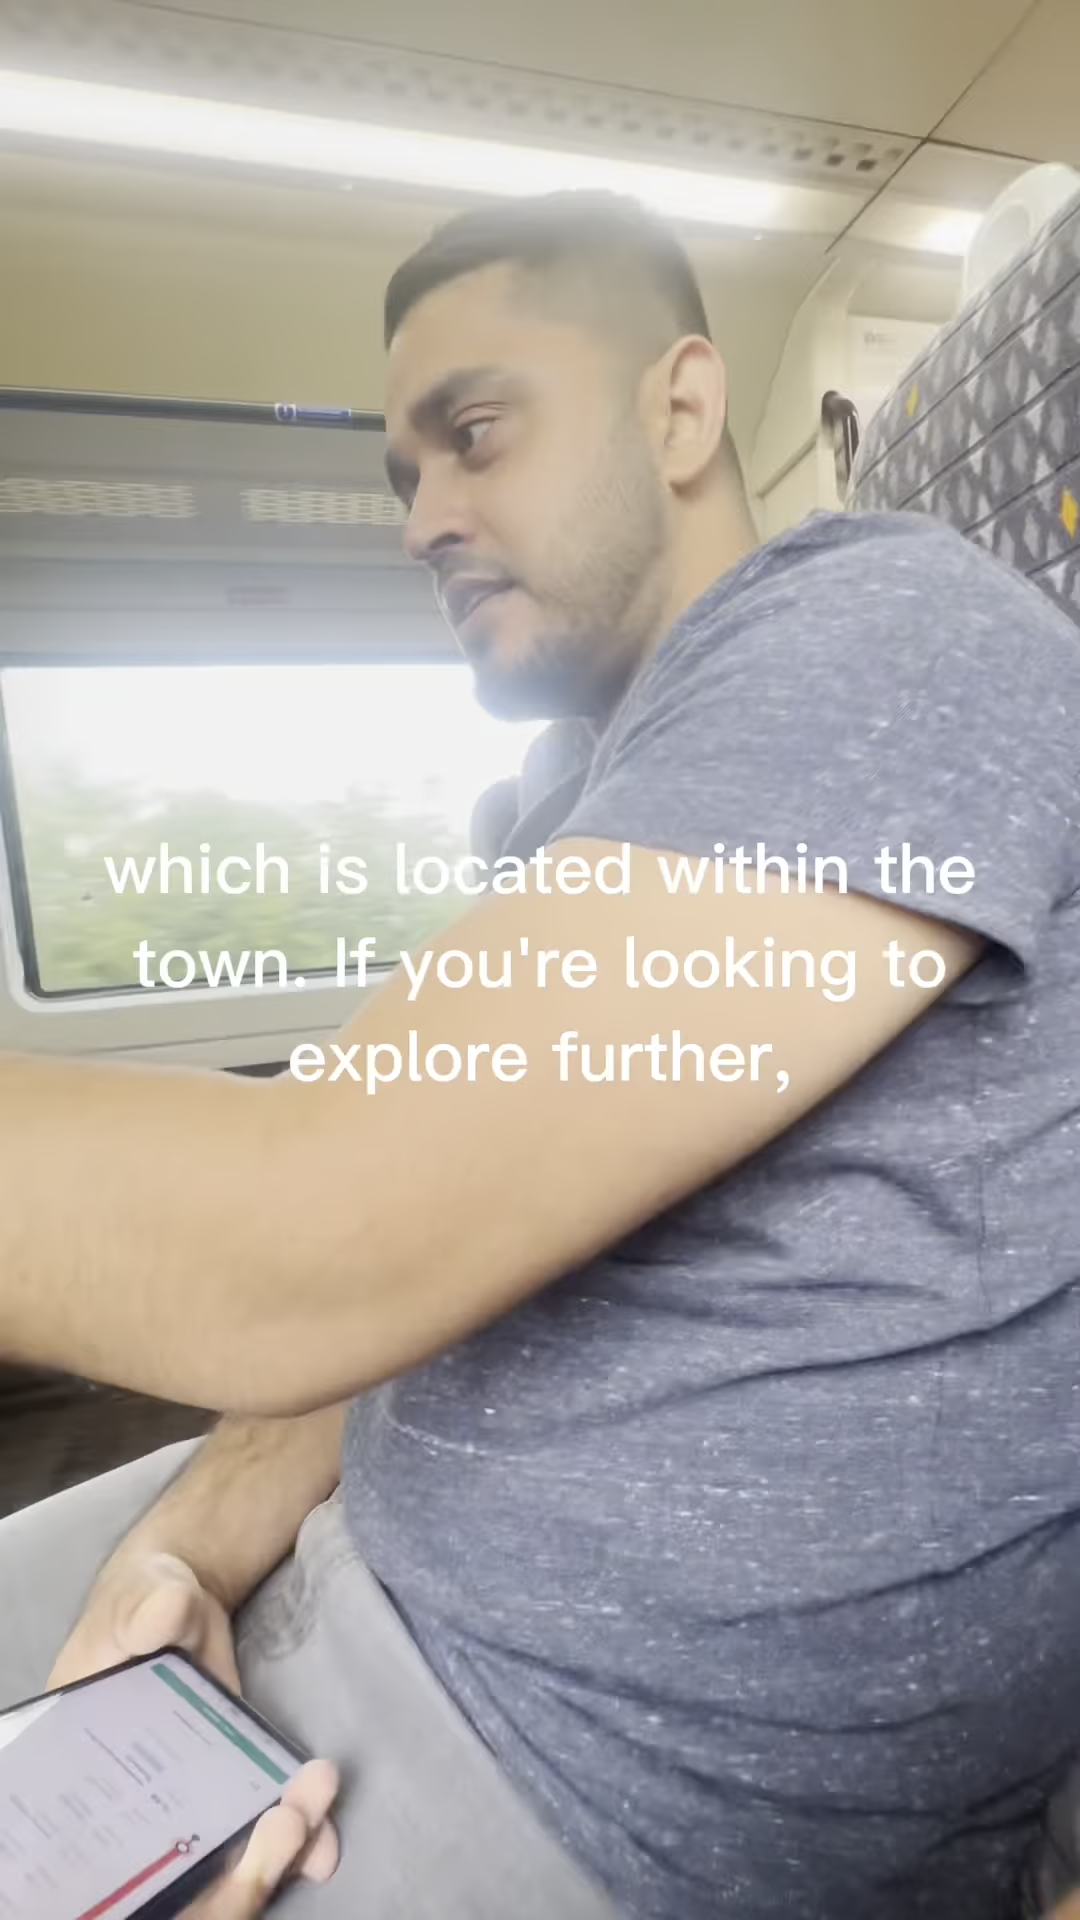 which is located within the
town. If you're looking to
explore further,